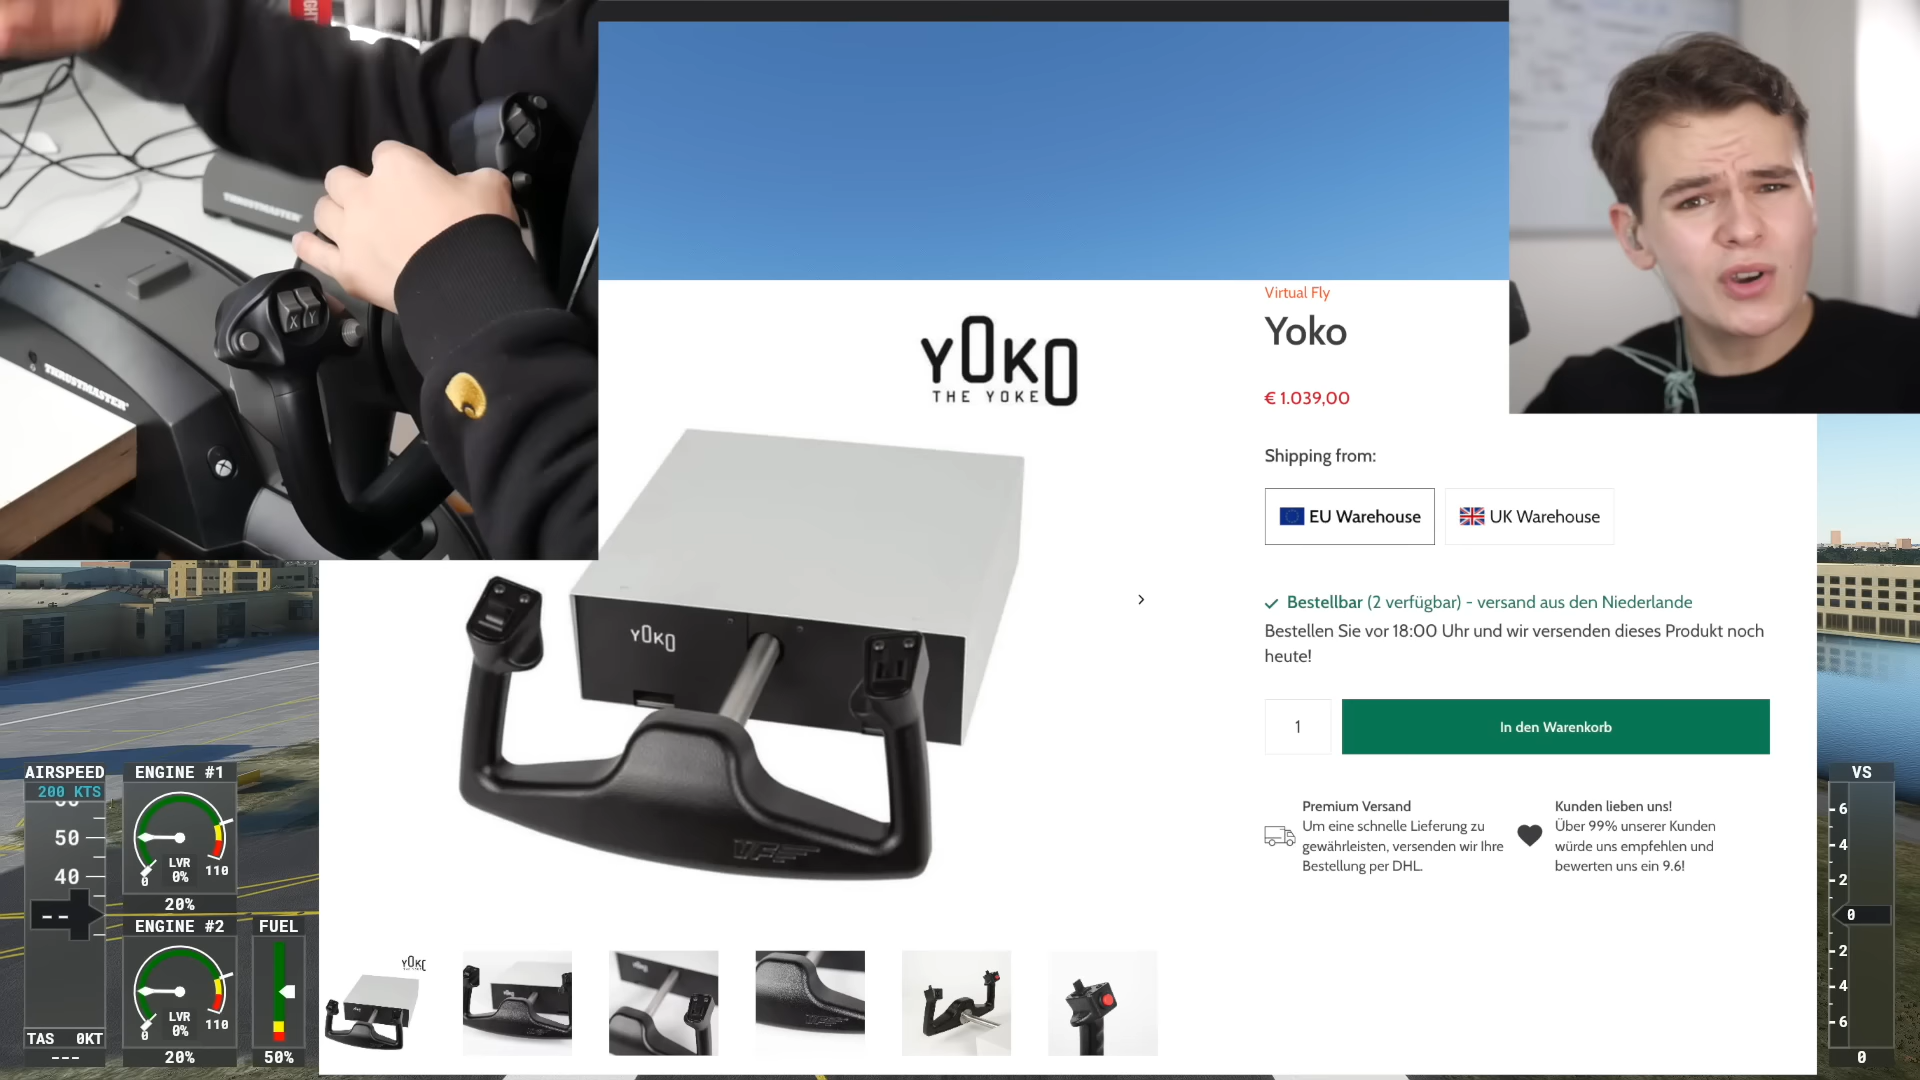 THRUSTMASTER
THRUSTMASTER
X Y
YOKO
THE YOKE
YOKO
Virtual Fly
Yoko
€ 1.039,00
Shipping from:
EU Warehouse
UK Warehouse
Bestellbar (2 verfügbar) - versand aus den Niederlande
Bestellen Sie vor 18:00 Uhr und wir versenden dieses Produkt noch
heute!
1
In den Warenkorb
Premium Versand
Um eine schnelle Lieferung zu
gewährleisten, versenden wir Ihre
Bestellung per DHL.
Kunden lieben uns!
Über 99% unserer Kunden
würde uns empfehlen und
bewerten uns ein 9.6!
YOKO
AIRSPEED
200 KTS
50
40
--
TAS 0KT
---
ENGINE #1
LVR
0%
0
110
20%
ENGINE #2
LVR
0%
0
110
20%
FUEL
50%
VS
6
4
2
0
2
4
6
0